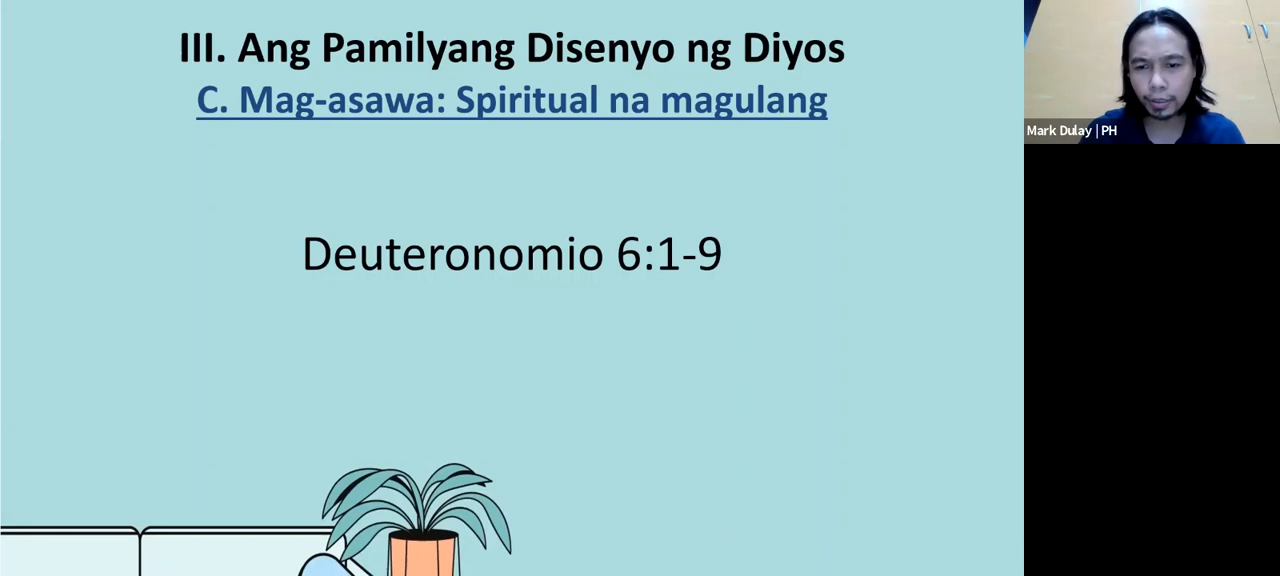 III. Ang Pamilyang Disenyo ng Diyos
C. Mag-asawa: Spiritual na magulang
Deuteronomio 6:1-9
Mark Dulay | PH